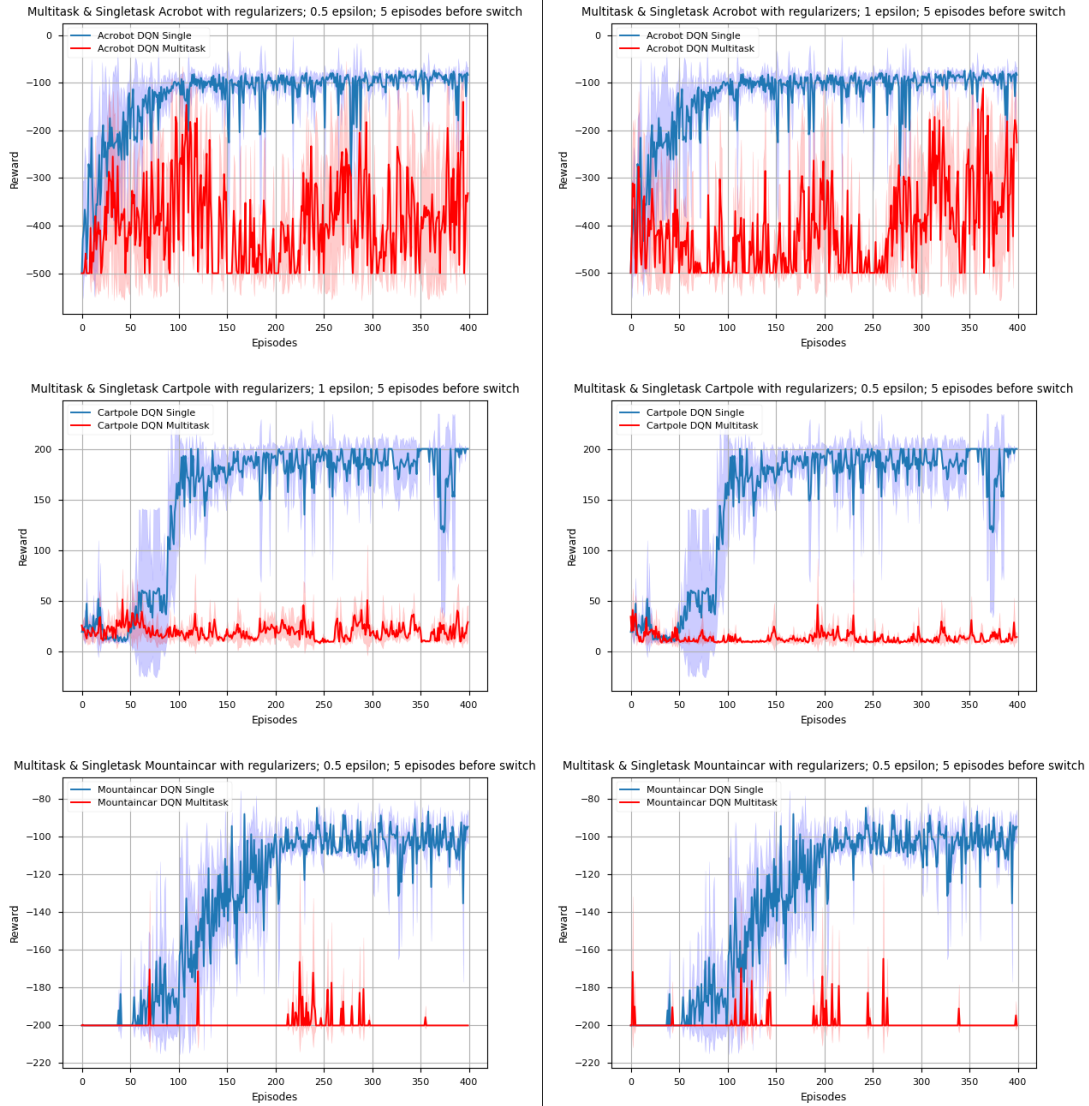 Multitask & Singletask Acrobot with regularizers; 0.5 epsilon; 5 episodes before switch
Acrobot DQN Single
Acrobot DQN Multitask
0
−100
−200
−300
−400
−500
Reward
0 50 100 150 200 250 300 350 400
Episodes
Multitask & Singletask Acrobot with regularizers; 1 epsilon; 5 episodes before switch
Acrobot DQN Single
Acrobot DQN Multitask
0
−100
−200
−300
−400
−500
Reward
0 50 100 150 200 250 300 350 400
Episodes
Multitask & Singletask Cartpole with regularizers; 1 epsilon; 5 episodes before switch
Cartpole DQN Single
Cartpole DQN Multitask
200
150
100
50
0
Reward
0 50 100 150 200 250 300 350 400
Episodes
Multitask & Singletask Cartpole with regularizers; 0.5 epsilon; 5 episodes before switch
Cartpole DQN Single
Cartpole DQN Multitask
200
150
100
50
0
Reward
0 50 100 150 200 250 300 350 400
Episodes
Multitask & Singletask Mountaincar with regularizers; 0.5 epsilon; 5 episodes before switch
Mountaincar DQN Single
Mountaincar DQN Multitask
−80
−100
−120
−140
−160
−180
−200
−220
Reward
0 50 100 150 200 250 300 350 400
Episodes
Multitask & Singletask Mountaincar with regularizers; 0.5 epsilon; 5 episodes before switch
Mountaincar DQN Single
Mountaincar DQN Multitask
−80
−100
−120
−140
−160
−180
−200
−220
Reward
0 50 100 150 200 250 300 350 400
Episodes